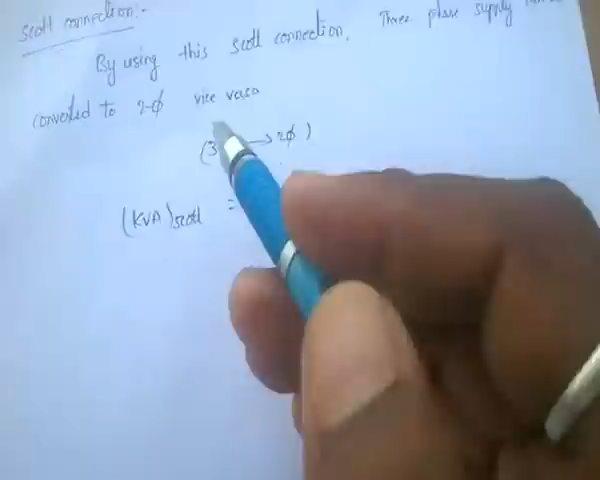 Scott connection:-
By using this scott connection, Three phase supply
converted to 2-ϕ vice versa
(3 → 2ϕ)
(KVA)scott =